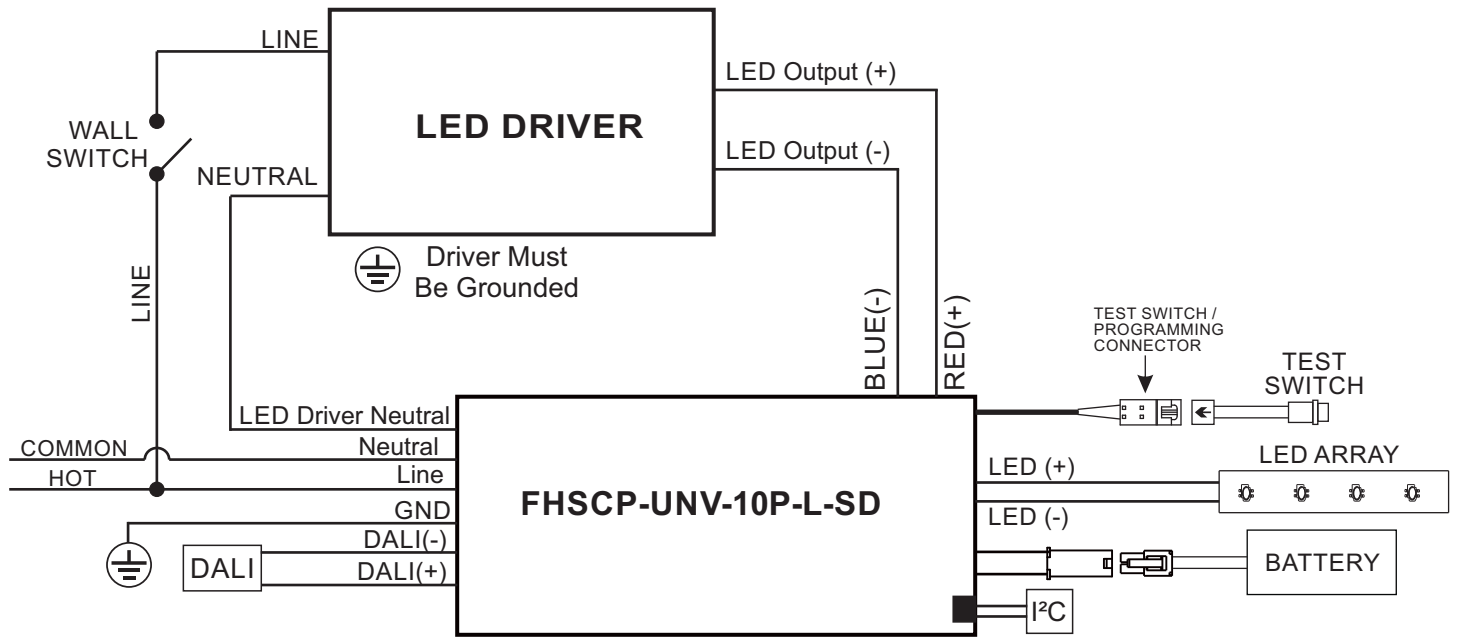 LINE
LED Output (+)
WALL
SWITCH
LED DRIVER
LED Output (-)
NEUTRAL
Driver Must
Be Grounded
LINE
BLUE(-)
RED(+)
TEST SWITCH /
PROGRAMMING
CONNECTOR
TEST
SWITCH
LED Driver Neutral
COMMON
Neutral
HOT
Line
GND
DALI(-)
DALI(+)
DALI
FHSCP-UNV-10P-L-SD
LED (+)
LED (-)
LED ARRAY
BATTERY
I²C